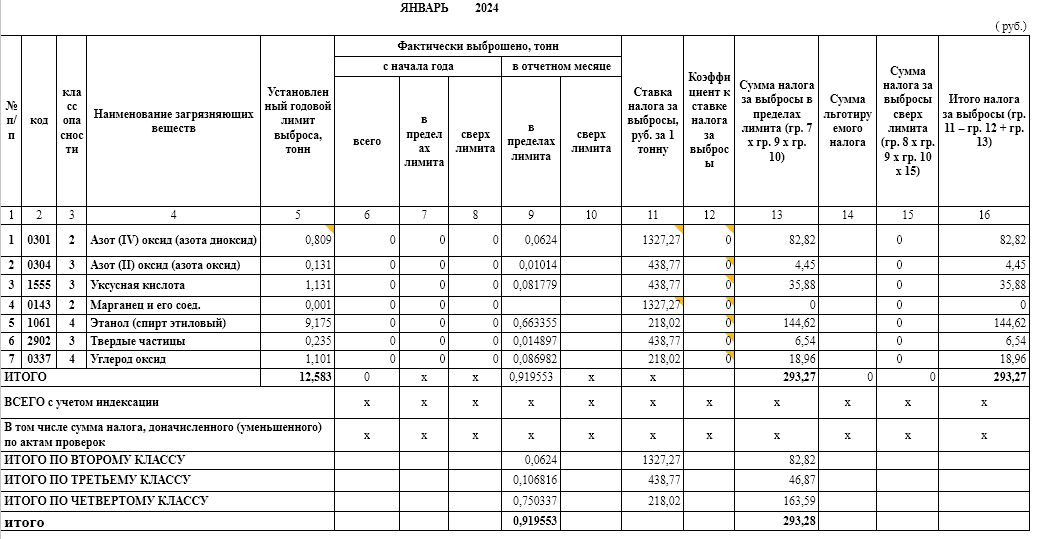 ЯНВАРЬ 2024
( руб.)
№ п/п
код
класс опасности
Наименование загрязняющих веществ
Установленный годовой лимит выброса, тонн
Фактически выброшено, тонн
с начала года
в отчетном месяце
всего
в пределах лимита
сверх лимита
в пределах лимита
сверх лимита
Ставка налога за выбросы, руб. за 1 тонну
Коэффициент к ставке налога за выбросы
Сумма налога за выбросы в пределах лимита (гр. 7 х гр. 9 х гр. 10)
Сумма льготируемого налога
Сумма налога за выбросы сверх лимита (гр. 8 х гр. 9 х гр. 10 х 15)
Итого налога за выбросы (гр. 11 – гр. 12 + гр. 13)
1 2 3 4 5 6 7 8 9 10 11 12 13 14 15 16
1 0301 2 Азот (IV) оксид (азота диоксид) 0,809 0 0 0 0,0624 1327,27 0 82,82 0 82,82
2 0304 3 Азот (II) оксид (азота оксид) 0,131 0 0 0 0,01014 438,77 0 4,45 0 4,45
3 1555 3 Уксусная кислота 1,131 0 0 0 0,081779 438,77 0 35,88 0 35,88
4 0143 2 Марганец и его соед. 0,001 0 0 0 1327,27 0 0 0 0
5 1061 4 Этанол (спирт этиловый) 9,175 0 0 0 0,663355 218,02 0 144,62 0 144,62
6 2902 3 Твердые частицы 0,235 0 0 0 0,014897 438,77 0 6,54 0 6,54
7 0337 4 Углерод оксид 1,101 0 0 0 0,086982 218,02 0 18,96 0 18,96
ИТОГО 12,583 0 х х 0,919553 х х 293,27 0 0 293,27
ВСЕГО с учетом индексации х х х х х х х х х х х
В том числе сумма налога, доначисленного (уменьшенного) по актам проверок х х х х х х х х х х х
ИТОГО ПО ВТОРОМУ КЛАССУ 0,0624 1327,27 82,82
ИТОГО ПО ТРЕТЬЕМУ КЛАССУ 0,106816 438,77 46,87
ИТОГО ПО ЧЕТВЕРТОМУ КЛАССУ 0,750337 218,02 163,59
итого 0,919553 293,28